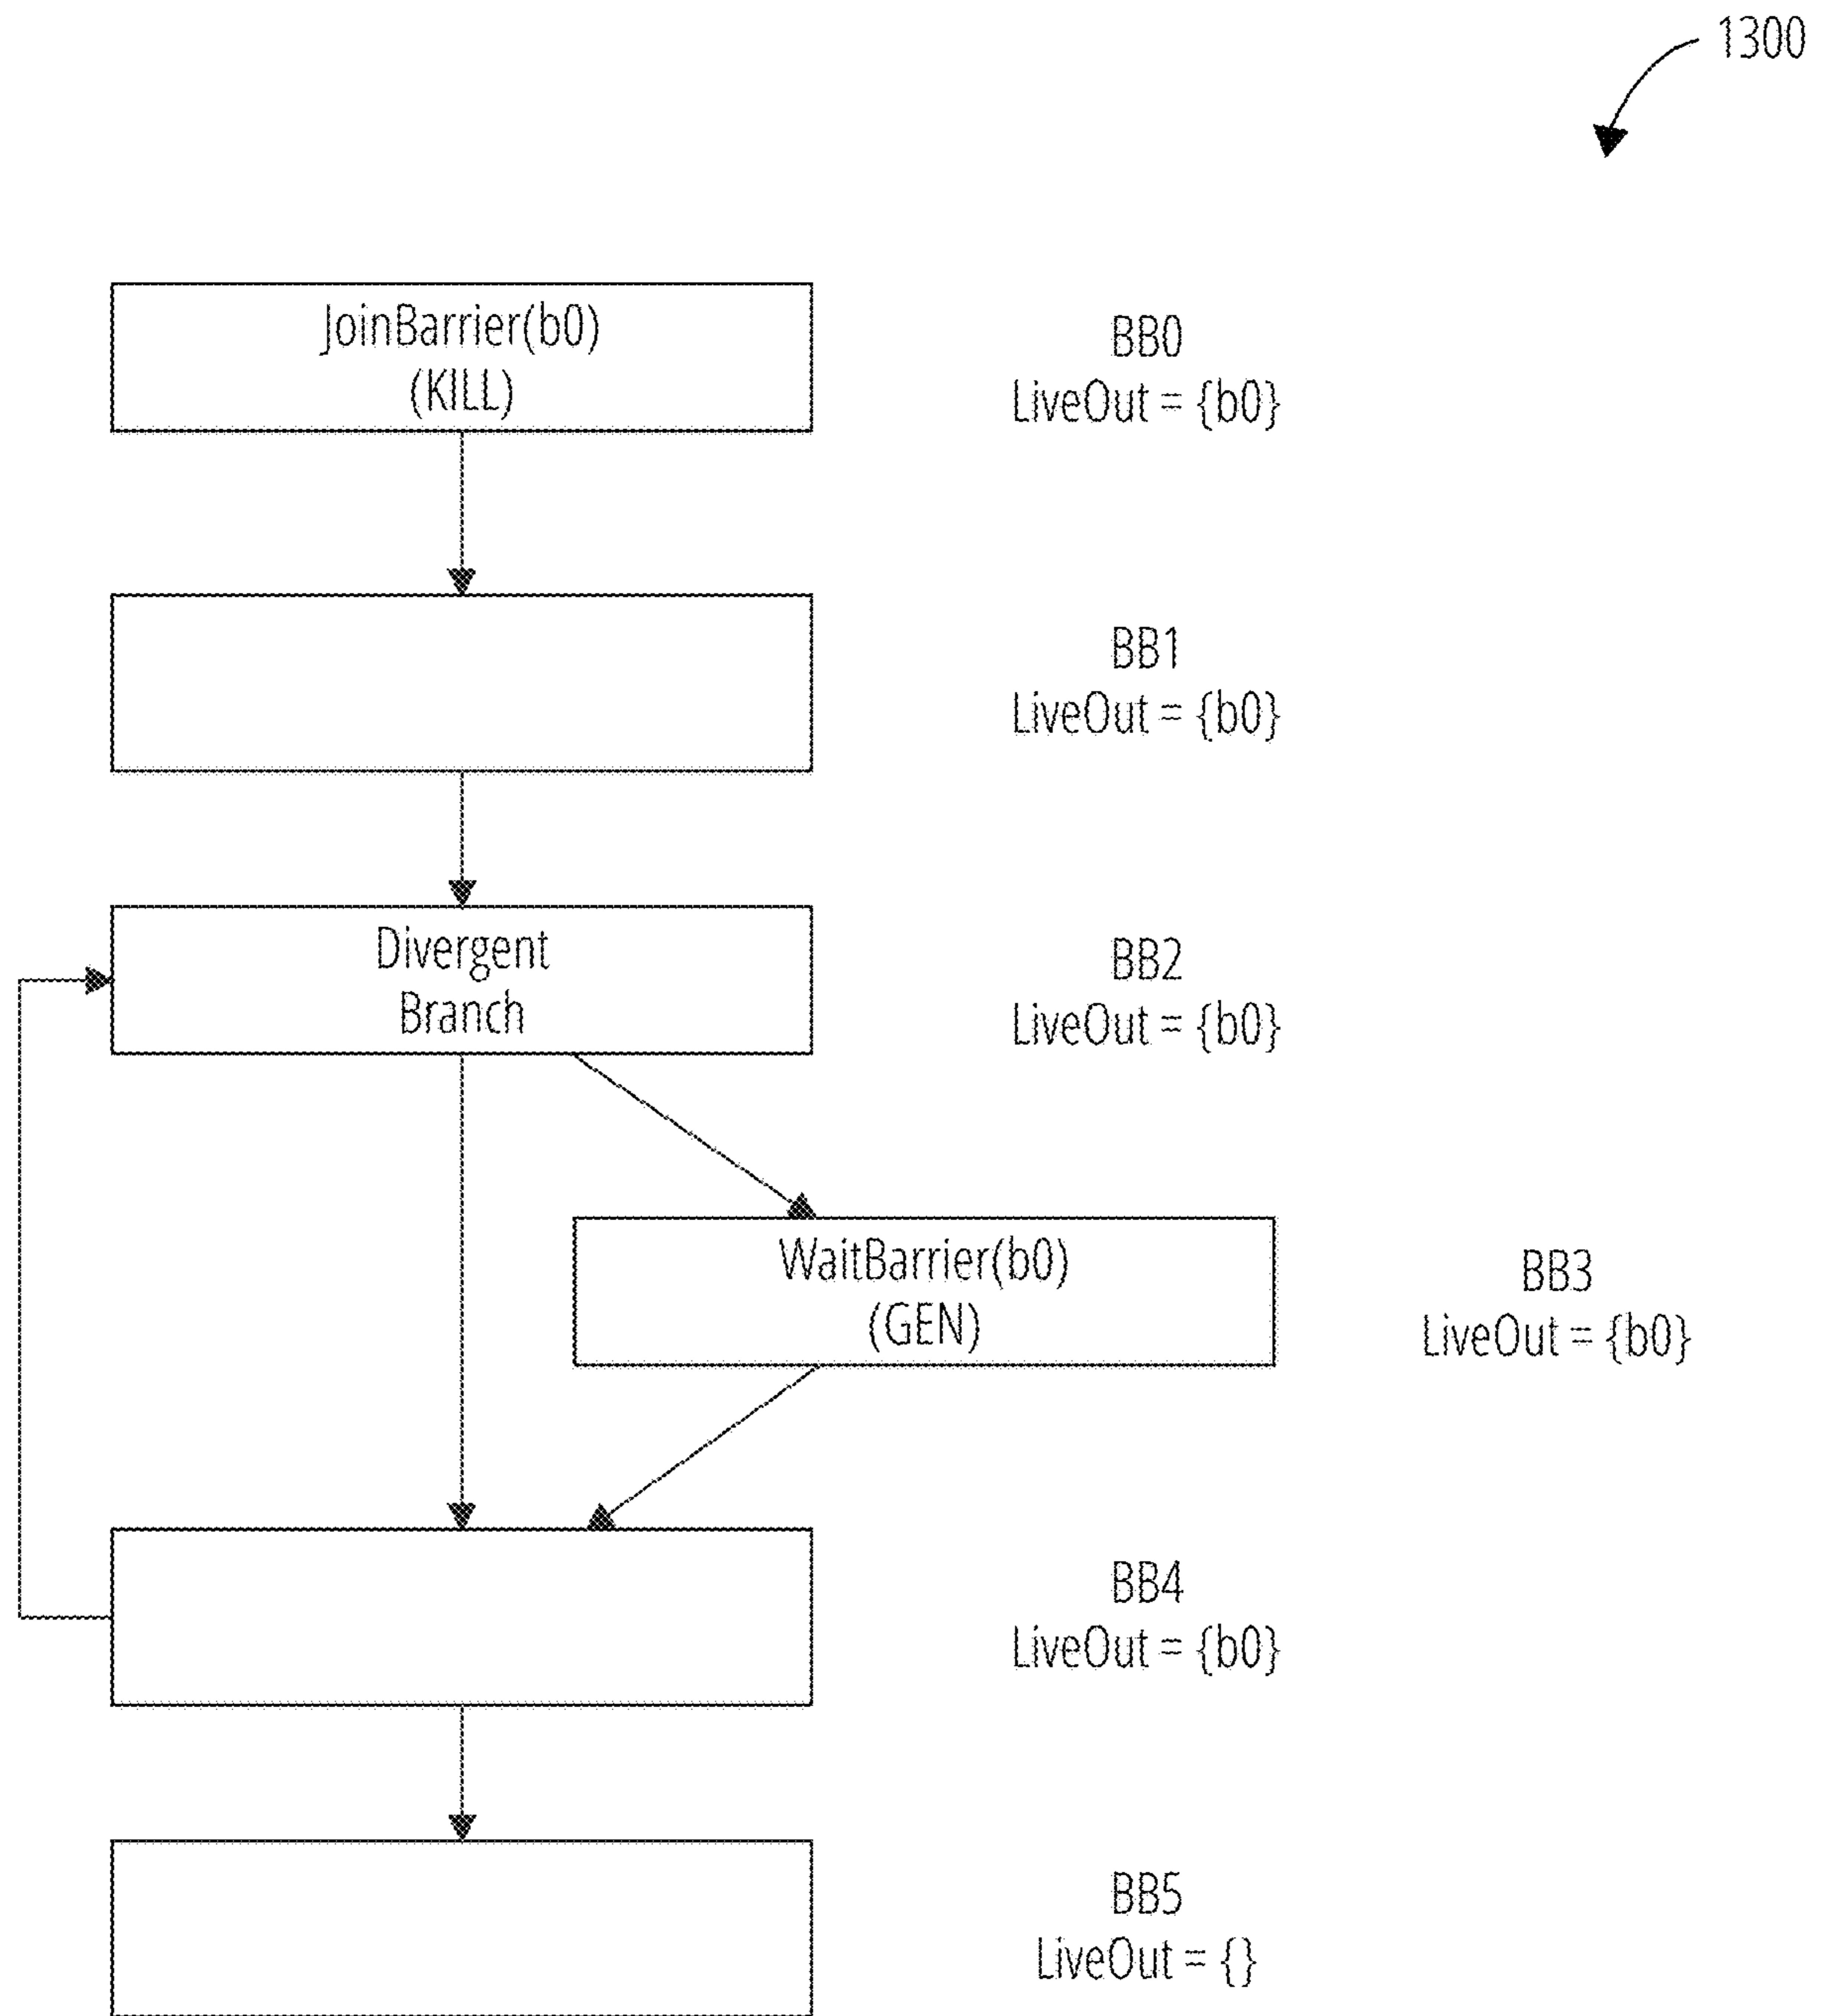 1300
JoinBarrier(b0)
(KILL)
BB0
LiveOut = {b0}
BB1
LiveOut = {b0}
Divergent
Branch
BB2
LiveOut = {b0}
WaitBarrier(b0)
(GEN)
BB3
LiveOut = {b0}
BB4
LiveOut = {b0}
BB5
LiveOut = {}